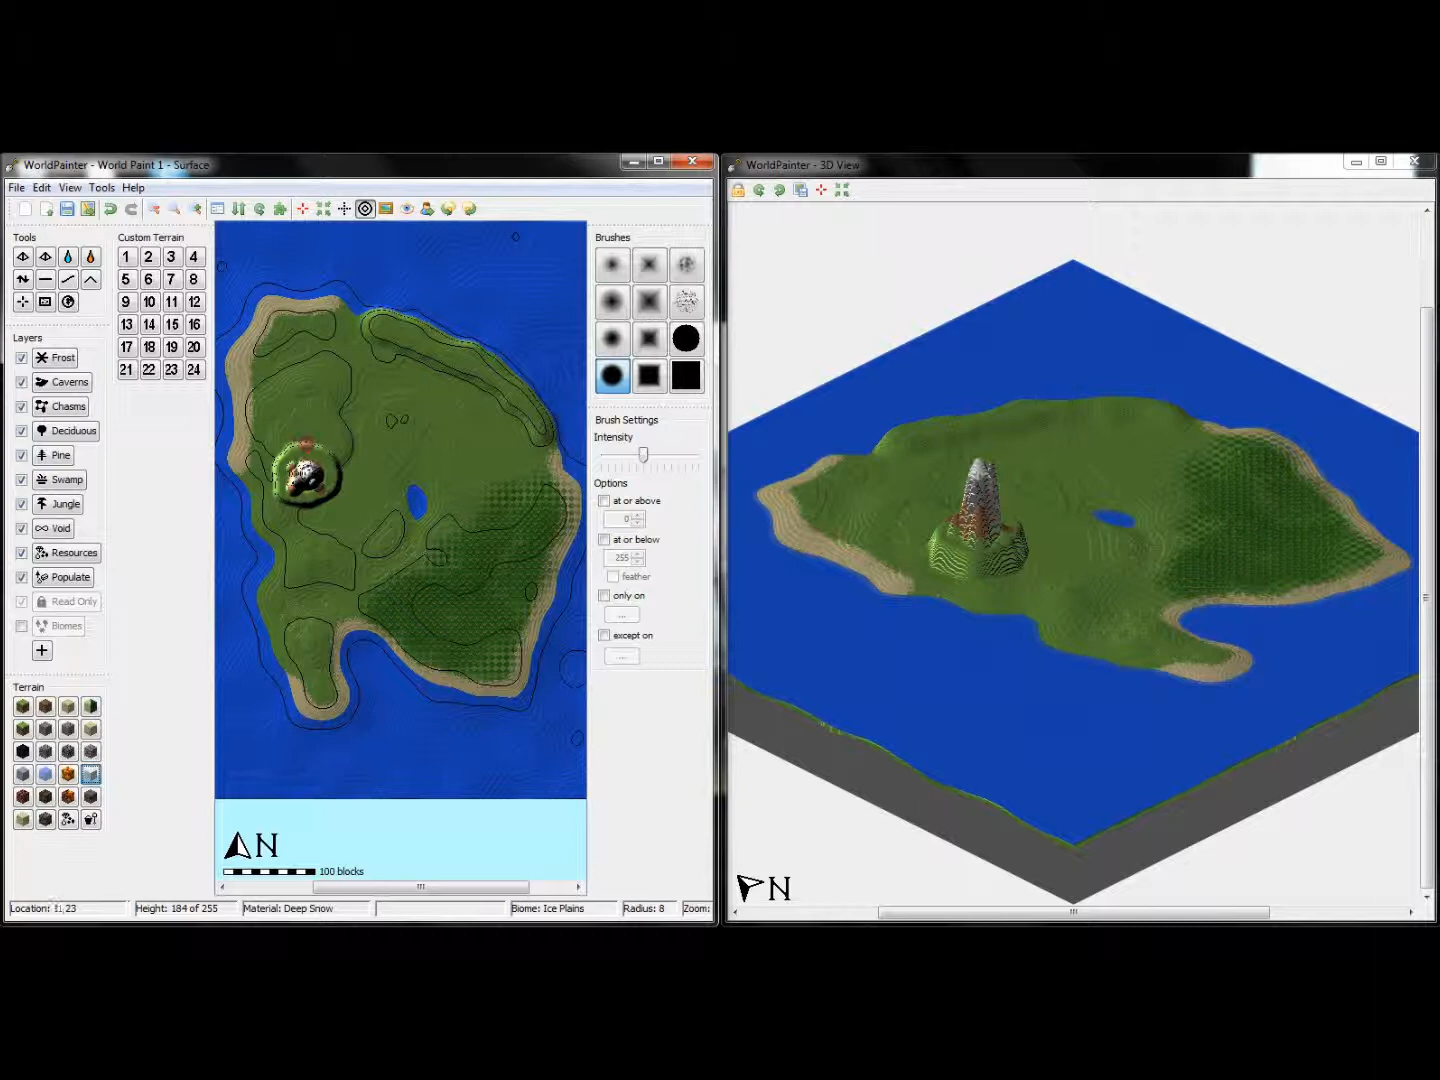 WorldPainter - World Paint 1 - Surface
File Edit View Tools Help
Tools
Custom Terrain
1 2 3 4
5 6 7 8
9 10 11 12
13 14 15 16
17 18 19 20
21 22 23 24
Layers
Frost
Caverns
Chasms
Deciduous
Pine
Swamp
Jungle
Void
Resources
Populate
Read Only
Biomes
+
Terrain
N
100 blocks
Brushes
Brush Settings
Intensity
Options
at or above
0
at or below
255
feather
only on
...
except on
...
Height: 184 of 255
Material: Deep Snow
Biome: Ice Plains
Radius: 8
Zoom:
WorldPainter - 3D View
N